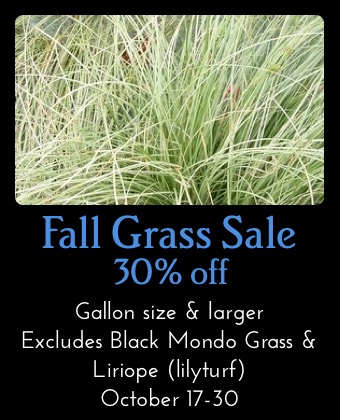 Fall Grass Sale
30% off
Gallon size & larger
Excludes Black Mondo Grass &
Liriope (lilyturf)
October 17-30